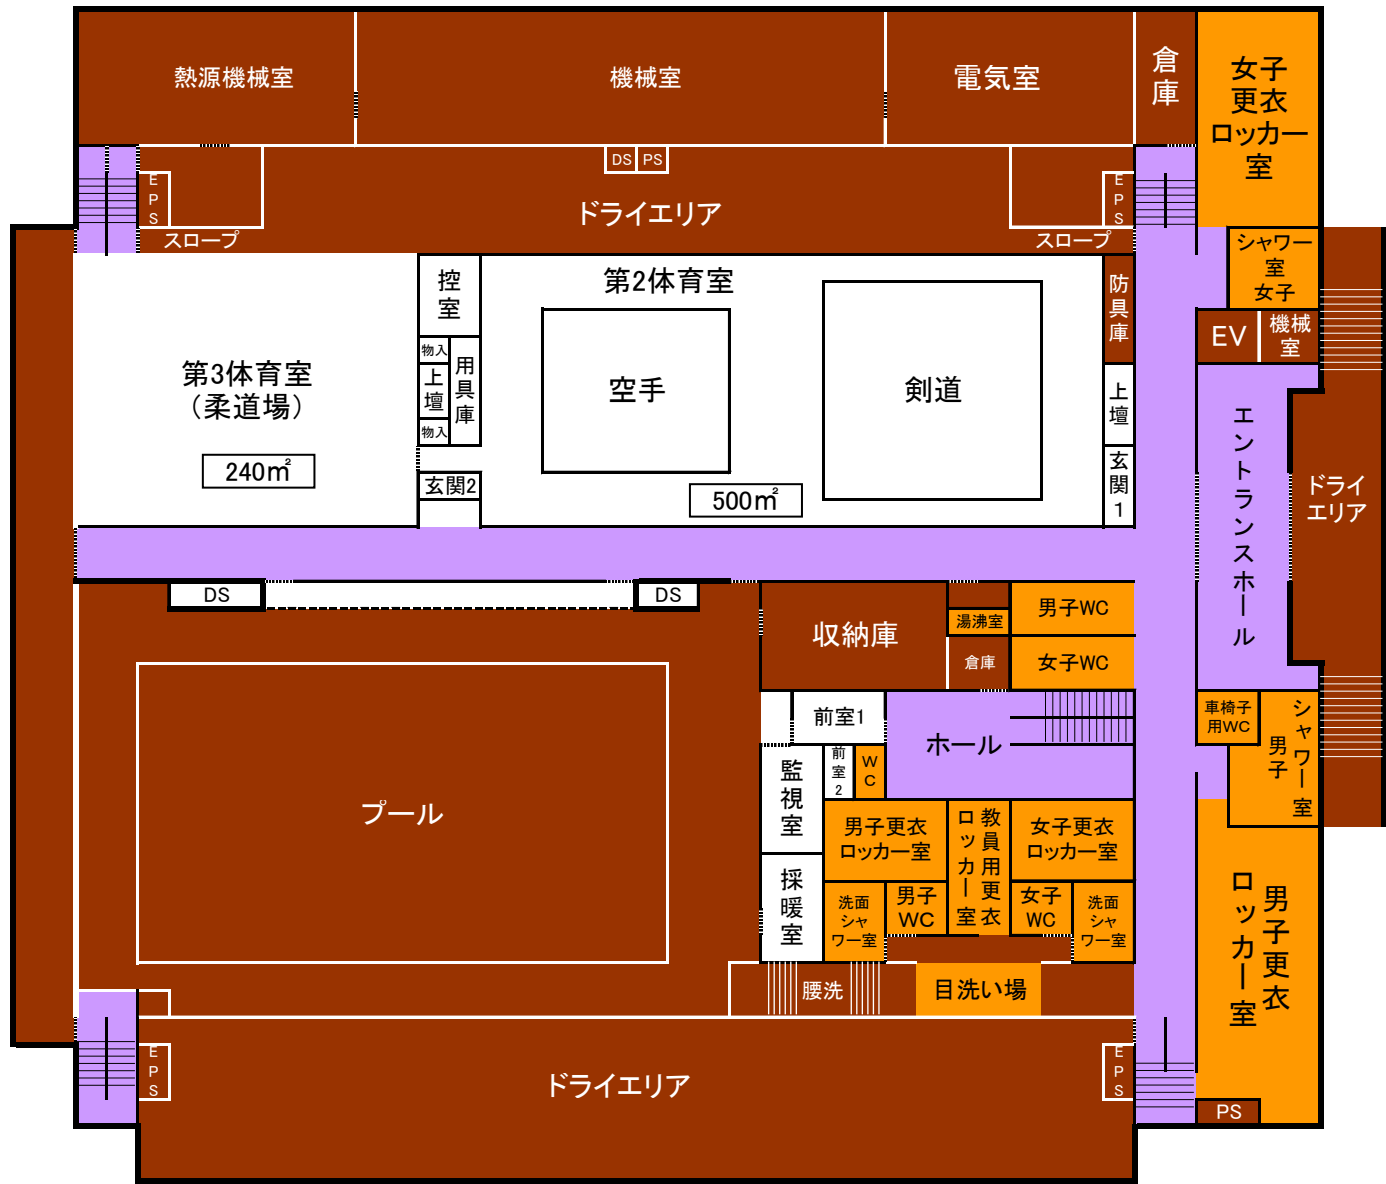 熱源機械室
機械室
電気室
倉
庫
女子
更衣
ロッカー
室
DS
PS
E
P
S
E
P
S
ドライエリア
スロープ
スロープ
シャワー
室
女子
控
室
第2体育室
防
具
庫
EV
機械
室
物入
上
壇
物入
用
具
庫
第3体育室
（柔道場）
空手
剣道
上
壇
240㎡
500㎡
玄関2
玄
関
1
エントランスホール
ドライ
エリア
DS
DS
収納庫
湯沸室
倉庫
男子WC
女子WC
前室1
ホール
車椅子
用WC
シャワー室
男子
プール
監
視
室
前
室
2
W
C
男子更衣
ロッカー室
教員用更衣
ロッカー室
女子更衣
ロッカー室
採
暖
室
洗面
シャ
ワー室
男子
WC
女子
WC
洗面
シャ
ワー室
男子更衣
ロッカー室
腰洗
目洗い場
E
P
S
E
P
S
ドライエリア
PS